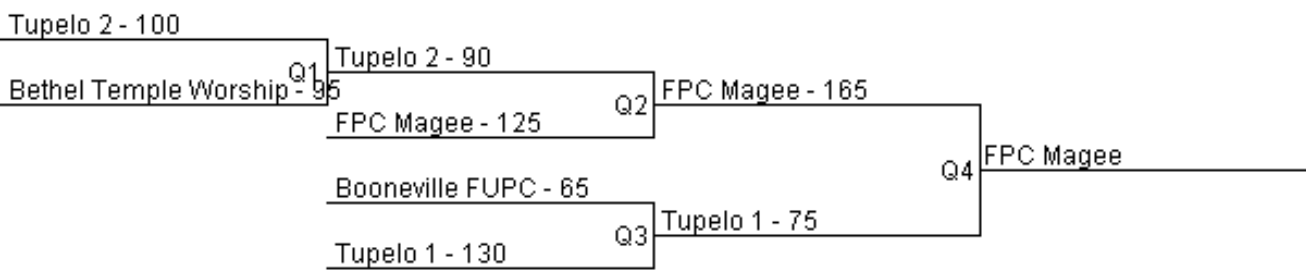 Tupelo 2 - 100
Q1
Bethel Temple Worship - 95
Tupelo 2 - 90
Q2
FPC Magee - 125
FPC Magee - 165
Booneville FUPC - 65
Q3
Tupelo 1 - 130
Tupelo 1 - 75
Q4
FPC Magee